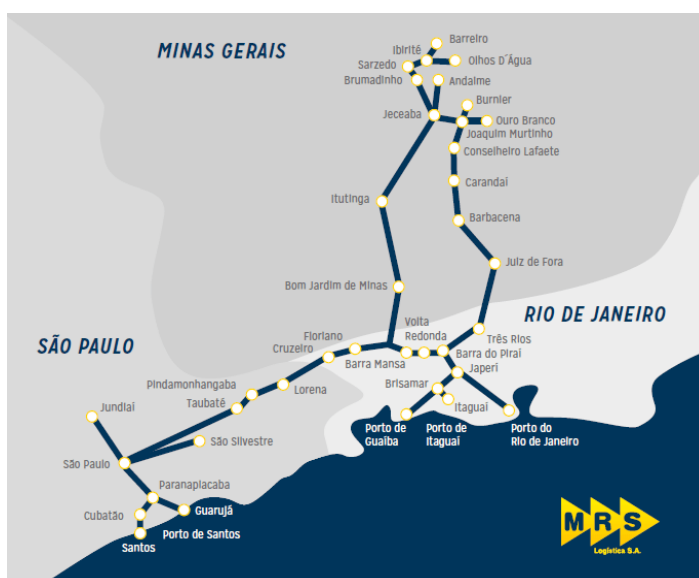 MINAS GERAIS
Barreiro
Ibirité
Olhos D´Água
Sarzedo
Brumadinho
Andaime
Burnier
Jeceaba
Ouro Branco
Joaquim Murtinho
Conselheiro Lafaete
Carandaí
Itutinga
Barbacena
Juiz de Fora
Bom Jardim de Minas
RIO DE JANEIRO
Volta
Redonda
Três Rios
SÃO PAULO
Floriano
Cruzeiro
Barra Mansa
Barra do Piraí
Japeri
Pindamonhangaba
Lorena
Brisamar
Taubaté
Itaguaí
Jundiaí
Porto de
Guaíba
Porto de
Itaguaí
Porto do
Rio de Janeiro
São Silvestre
São Paulo
Paranapiacaba
Guarujá
Cubatão
Porto de Santos
Santos
MRS
Logística S.A.